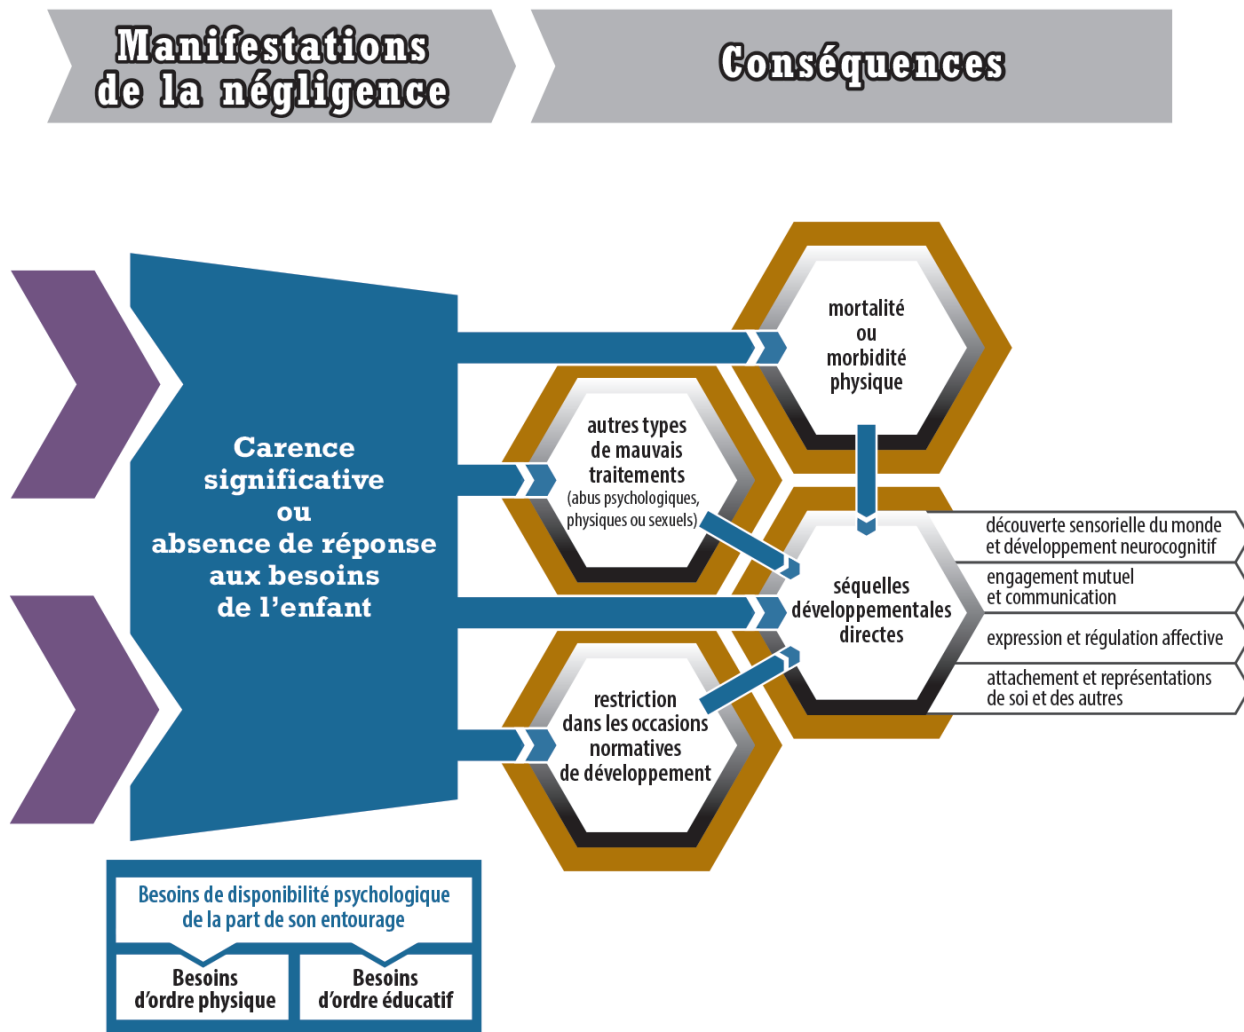 Manifestations
de la négligence
Conséquences
mortalité
ou
morbidité
physique
autres types
de mauvais
traitements
(abus psychologiques,
physiques ou sexuels)
Carence
significative
ou
absence de réponse
aux besoins
de l'enfant
séquelles
développementales
directes
découverte sensorielle du monde
et développement neurocognitif
engagement mutuel
et communication
expression et régulation affective
attachement et représentations
de soi et des autres
restriction
dans les occasions
normatives
de développement
Besoins de disponibilité psychologique
de la part de son entourage
Besoins
d'ordre physique
Besoins
d'ordre éducatif